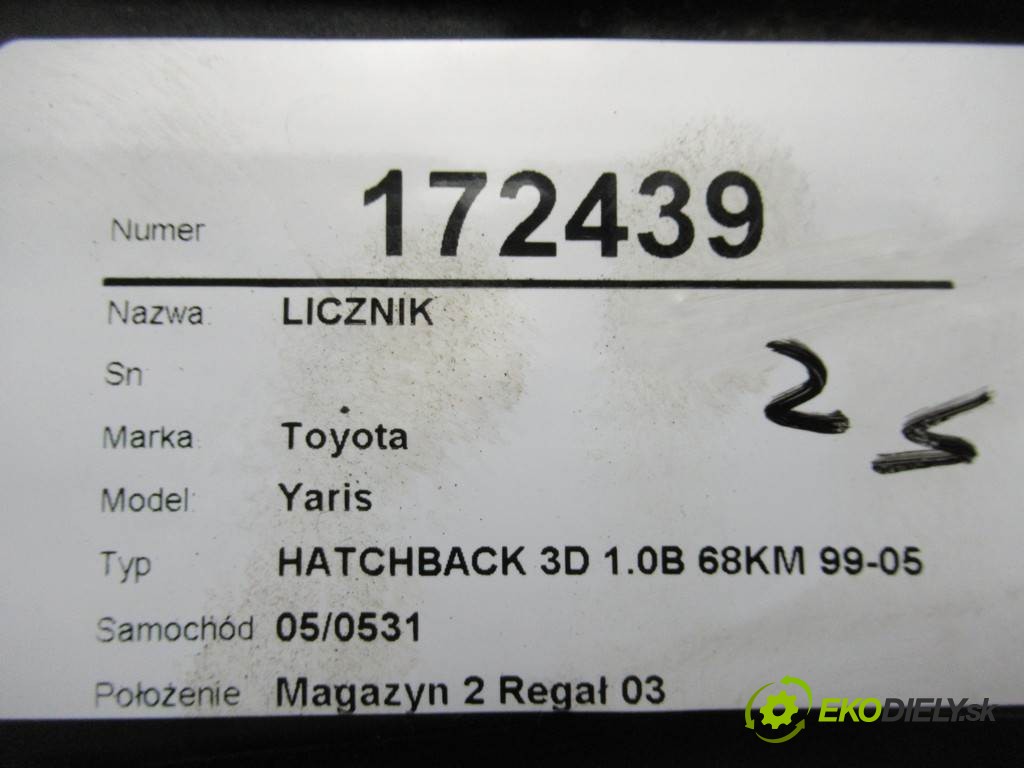 Numer 172439
Nazwa: LICZNIK
Sn
Marka Toyota
Model: Yaris
Typ HATCHBACK 3D 1.0B 68KM 99-05
Samochód 05/0531
Położenie Magazyn 2 Regał 03
2
5
EKODIELY.sk